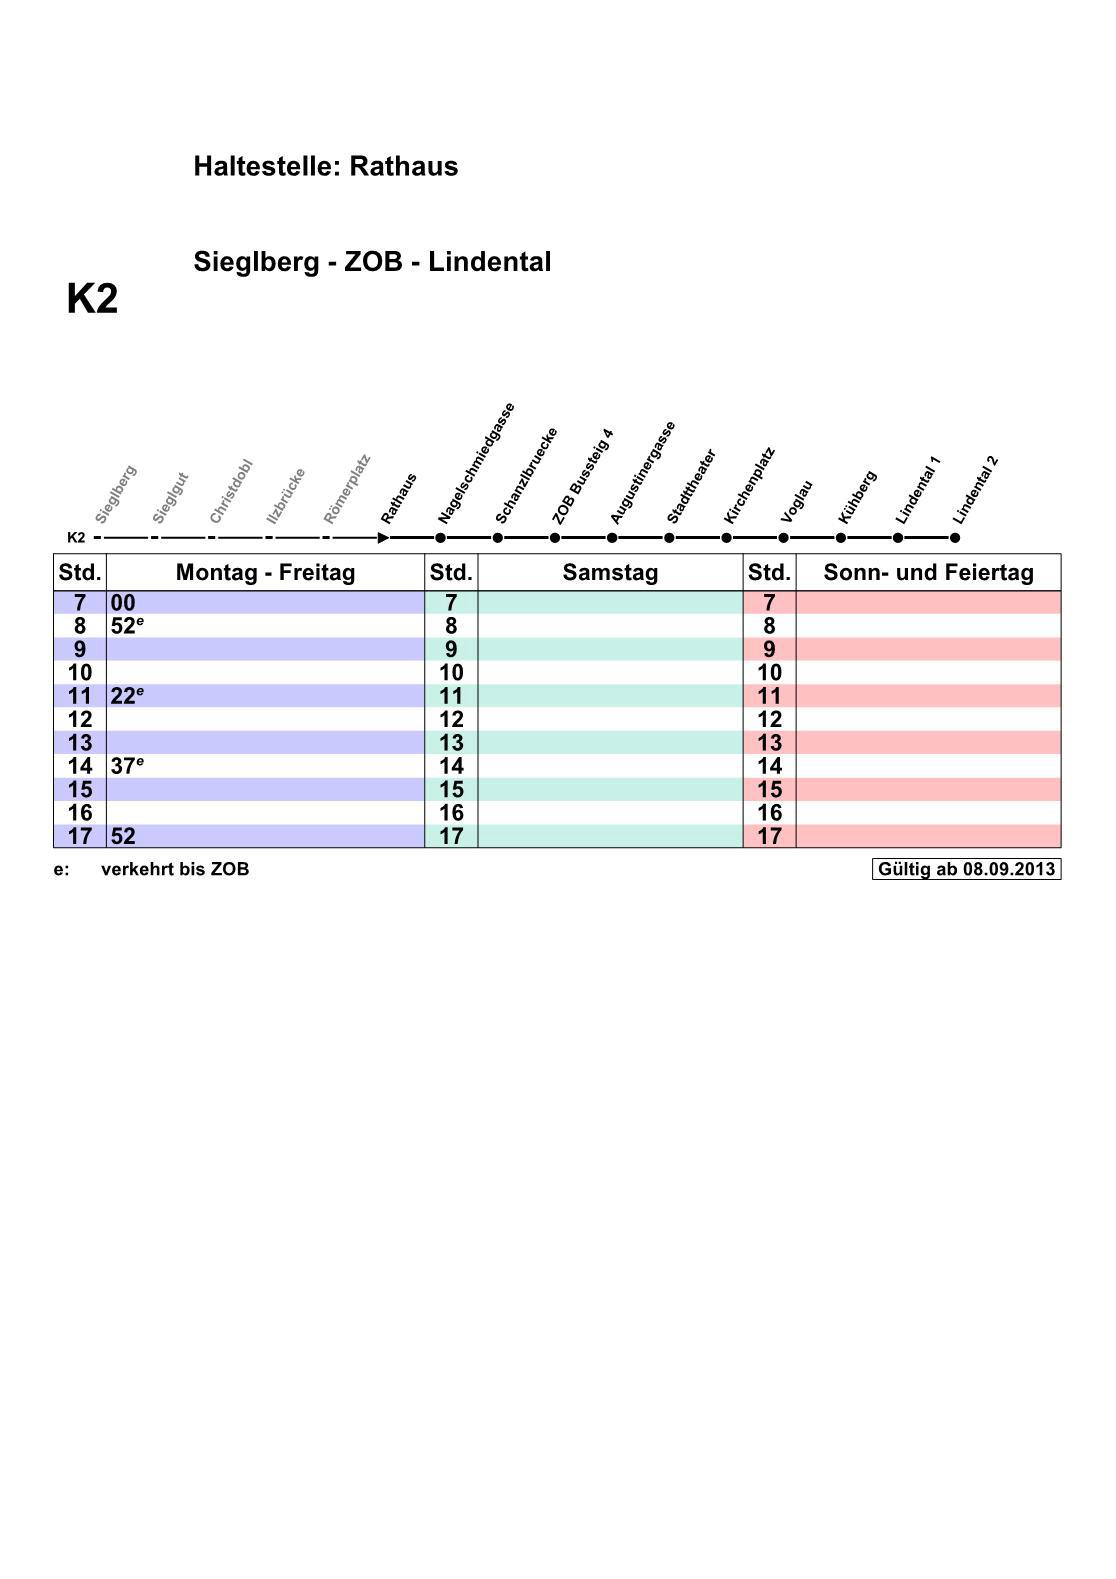 Haltestelle: Rathaus
Sieglberg - ZOB - Lindental
K2
Sieglberg
Sieglgut
Christdobl
Ilzbrücke
Römerplatz
Rathaus
Nagelschmiedgasse
Schanzlbruecke
ZOB Bussteig 4
Augustinergasse
Stadttheater
Kirchenplatz
Voglau
Kühberg
Lindental 1
Lindental 2
K2
Std. Montag - Freitag Std. Samstag Std. Sonn- und Feiertag
7 00 7 7
8 52e 8 8
9 9 9
10 10 10
11 22e 11 11
12 12 12
13 13 13
14 37e 14 14
15 15 15
16 16 16
17 52 17 17
e: verkehrt bis ZOB Gültig ab 08.09.2013